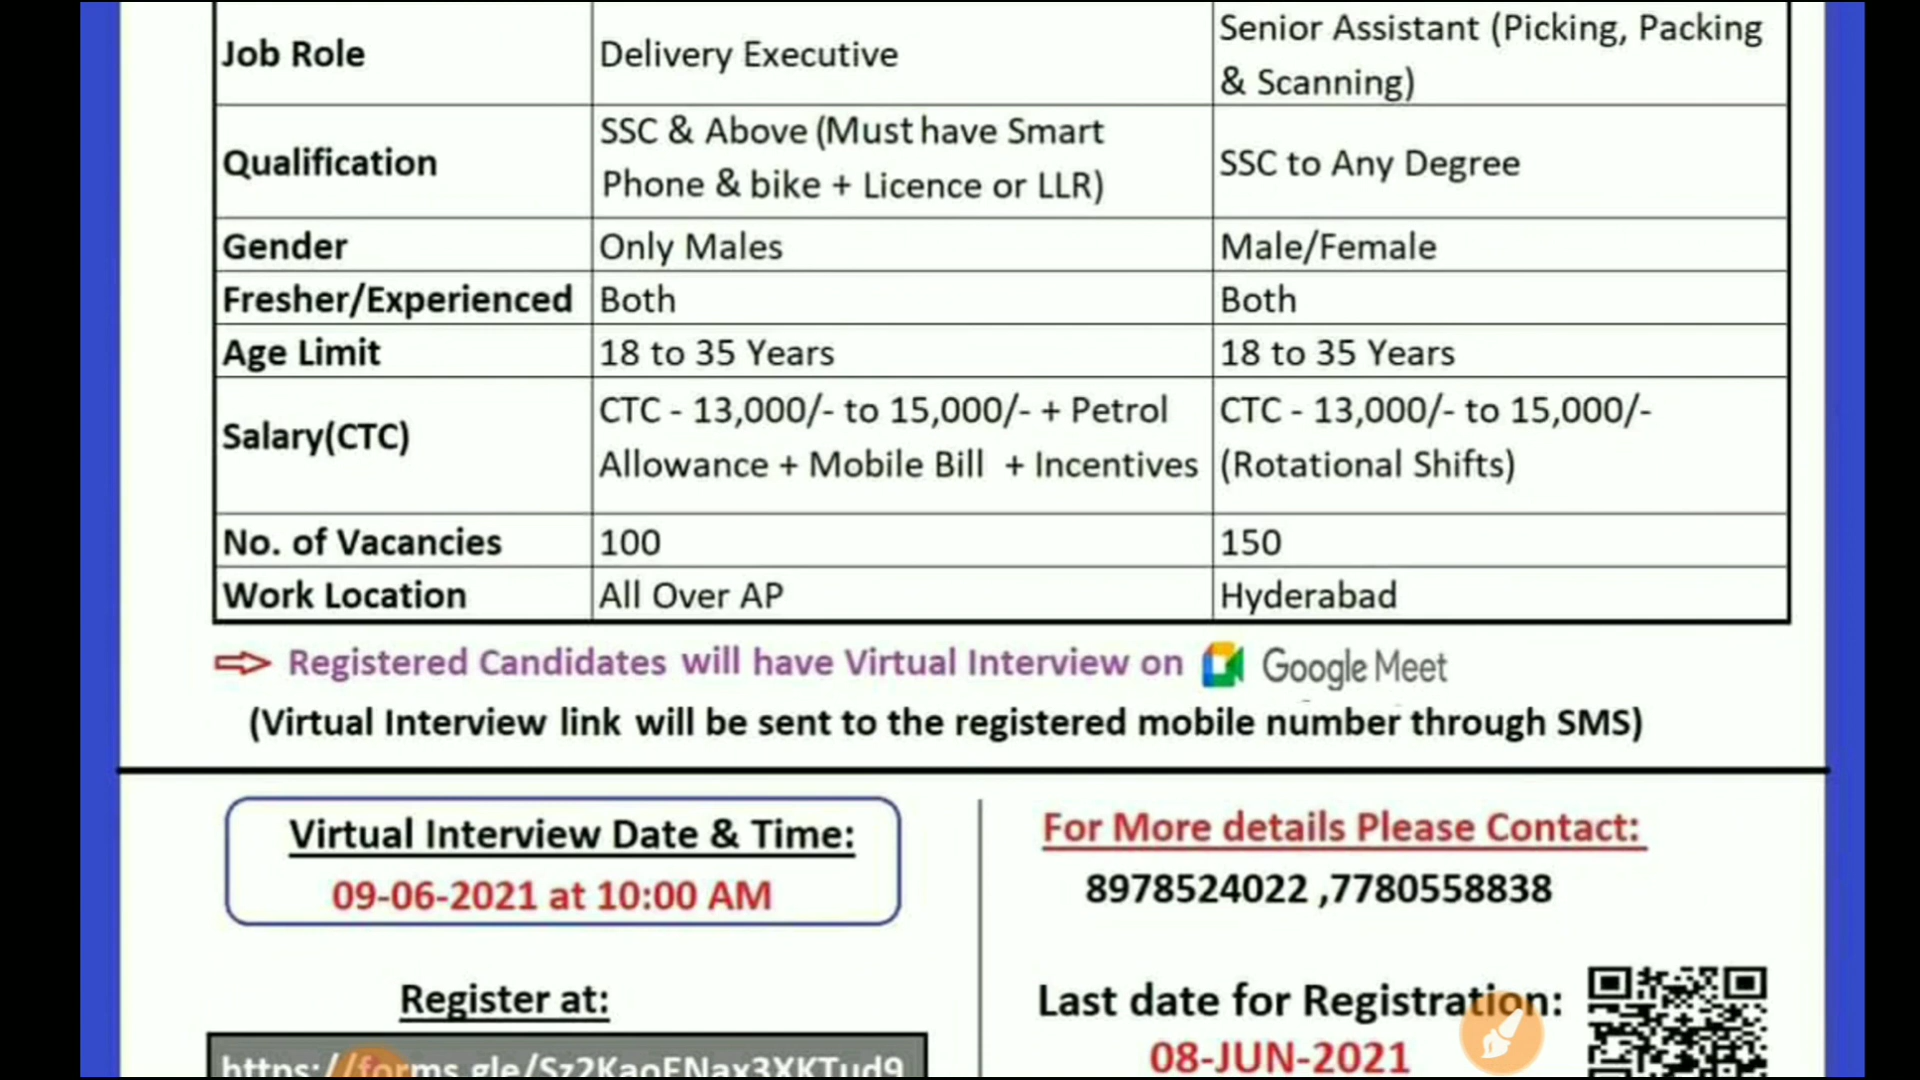 Job Role
Delivery Executive
Senior Assistant (Picking, Packing
& Scanning)
Qualification
SSC & Above (Must have Smart
Phone & bike + Licence or LLR)
SSC to Any Degree
Gender
Only Males
Male/Female
Fresher/Experienced
Both
Both
Age Limit
18 to 35 Years
18 to 35 Years
Salary(CTC)
CTC - 13,000/- to 15,000/- + Petrol
Allowance + Mobile Bill + Incentives
CTC - 13,000/- to 15,000/-
(Rotational Shifts)
No. of Vacancies
100
150
Work Location
All Over AP
Hyderabad
Registered Candidates will have Virtual Interview on Google Meet
(Virtual Interview link will be sent to the registered mobile number through SMS)
Virtual Interview Date & Time:
09-06-2021 at 10:00 AM
For More details Please Contact:
8978524022 ,7780558838
Register at:
Last date for Registration:
08-JUN-2021